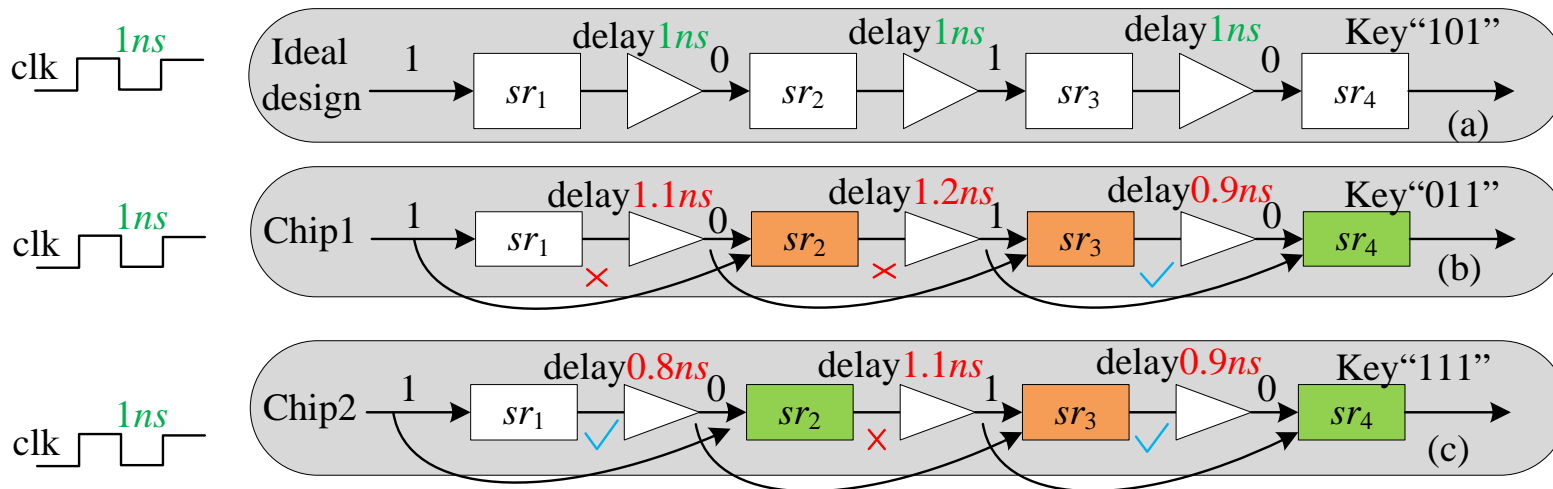 clk 1ns
Ideal design
1 delay1ns 0 delay1ns 1 delay1ns 0 Key“101”
sr1 sr2 sr3 sr4
(a)
clk 1ns
Chip1
1 delay1.1ns 0 delay1.2ns 1 delay0.9ns 0 Key“011”
sr1 sr2 sr3 sr4
(b)
clk 1ns
Chip2
1 delay0.8ns 0 delay1.1ns 1 delay0.9ns 0 Key“111”
sr1 sr2 sr3 sr4
(c)